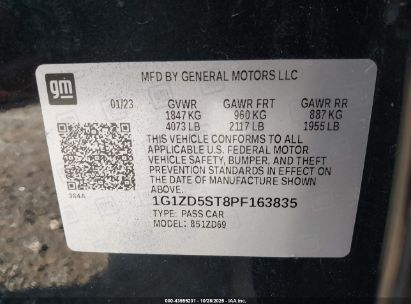 gm
MFD BY GENERAL MOTORS LLC
01/23 GVWR GAWR FRT GAWR RR
1847 KG 960 KG 887 KG
4073 LB 2117 LB 1955 LB
THIS VEHICLE CONFORMS TO ALL
APPLICABLE U.S. FEDERAL MOTOR
VEHICLE SAFETY, BUMPER, AND THEFT
PREVENTION STANDARDS IN EFFECT ON
THE DATE OF MANUFACTURE SHOWN
ABOVE.
1G1ZD5ST8PF163835
TYPE: PASS CAR
MODEL: 851ZD69